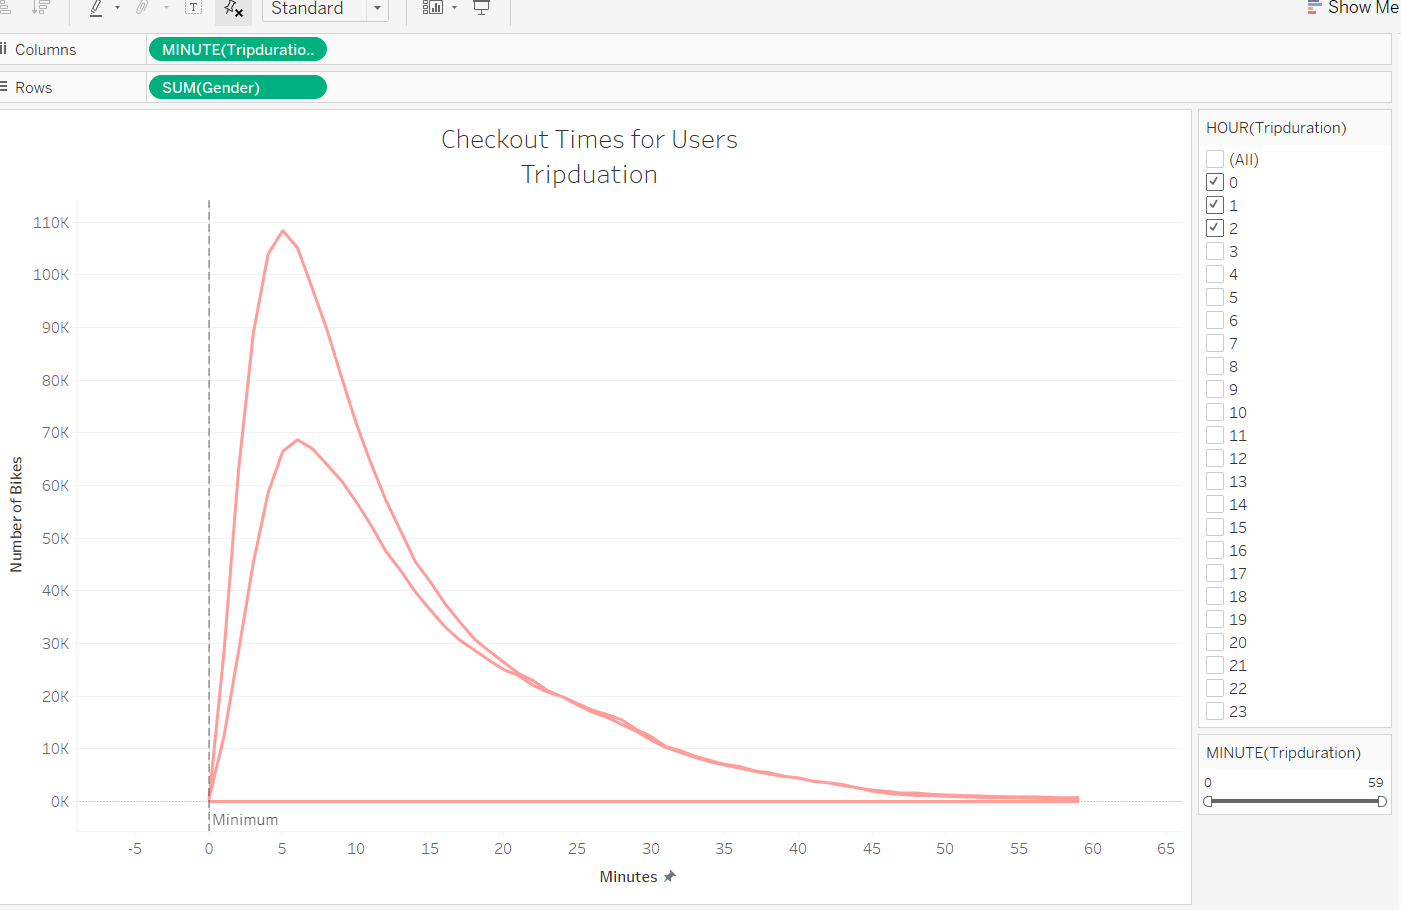 Standard
Show Me
Columns
MINUTE(Tripduratio..
Rows
SUM(Gender)
Checkout Times for Users
Tripduation
110K
100K
90K
80K
70K
60K
50K
40K
30K
20K
10K
0K
Number of Bikes
Minimum
-5 0 5 10 15 20 25 30 35 40 45 50 55 60 65
Minutes
HOUR(Tripduration)
(All)
0
1
2
3
4
5
6
7
8
9
10
11
12
13
14
15
16
17
18
19
20
21
22
23
MINUTE(Tripduration)
0 59